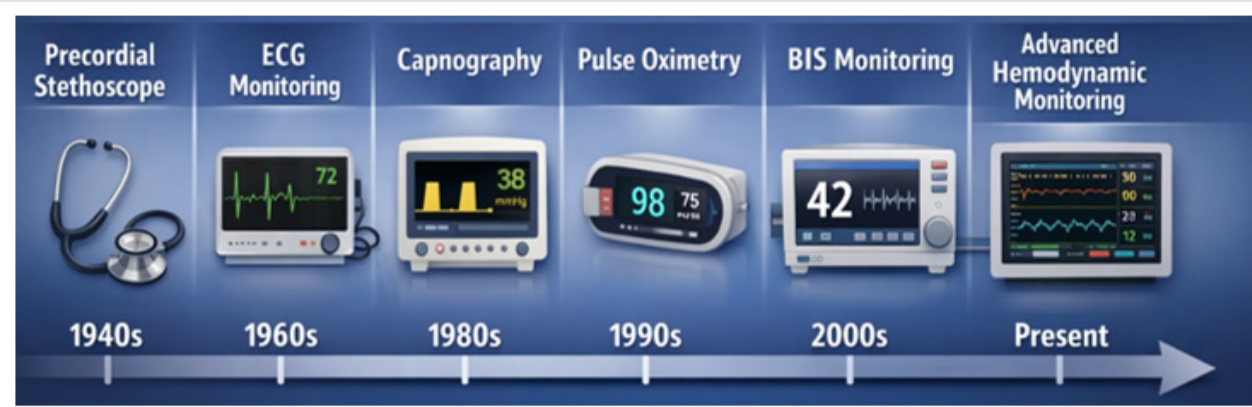 Precordial
Stethoscope
ECG
Monitoring
Capnography
Pulse Oximetry
BIS Monitoring
Advanced
Hemodynamic
Monitoring
72
38
mmHg
98
75
42
1940s
1960s
1980s
1990s
2000s
Present